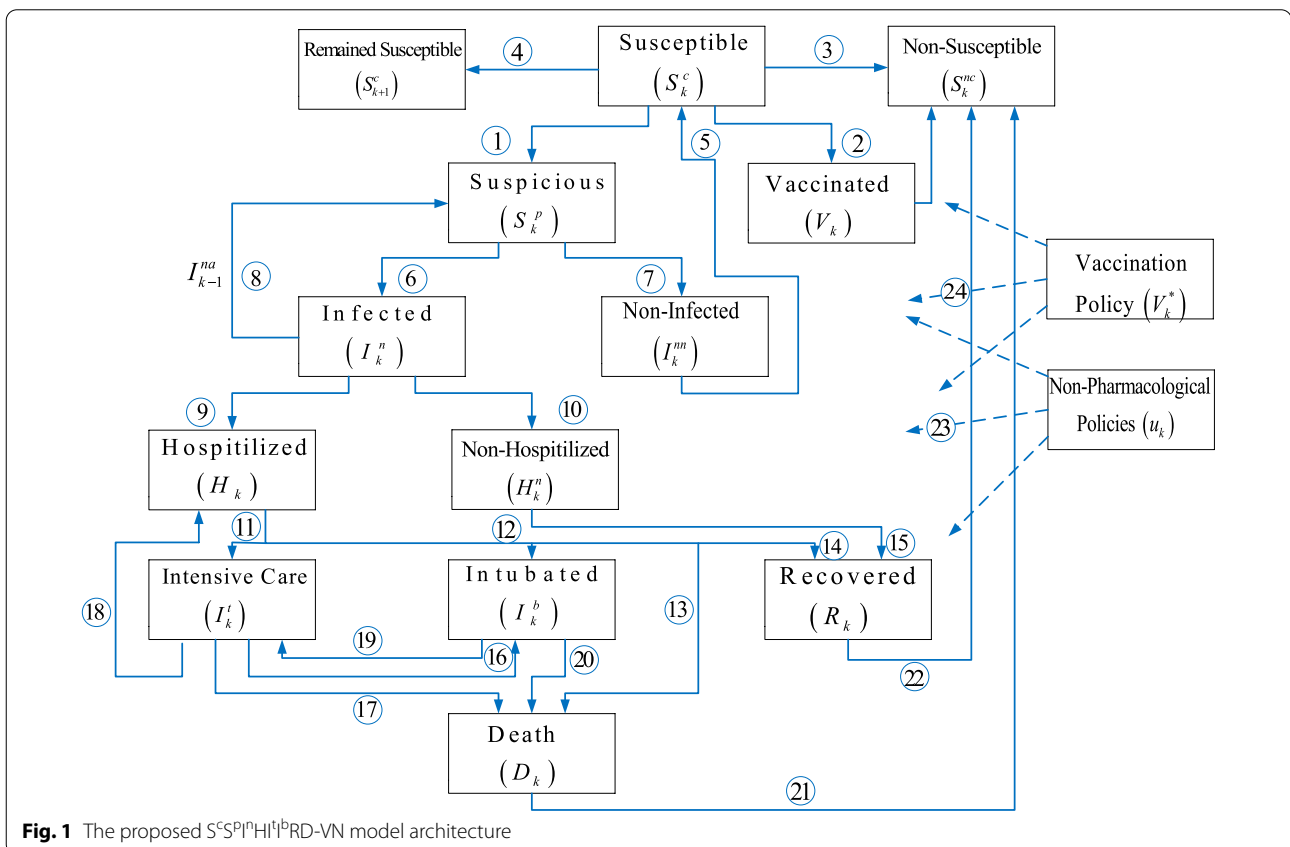 Remained Susceptible
(S^c_{k+1})
④
Susceptible
(S^c_k)
③
Non-Susceptible
(S^{nc}_k)
①
⑤
②
Suspicious
(S^p_k)
Vaccinated
(V_k)
I^{na}_{k-1}
⑧
⑥
⑦
㉔
Vaccination
Policy (V^*_k)
Infected
(I^n_k)
Non-Infected
(I^{nn}_k)
Non-Pharmacological
Policies (u_k)
㉓
⑨
⑩
Hospitilized
(H_k)
Non-Hospitilized
(H^n_k)
⑪
⑫
⑭
⑮
Intensive Care
(I^t_k)
Intubated
(I^b_k)
Recovered
(R_k)
⑱
⑬
⑲
⑯
⑳
㉒
⑰
Death
(D_k)
㉑
Fig. 1 The proposed S^cS^pI^nHI^tI^bRD-VN model architecture